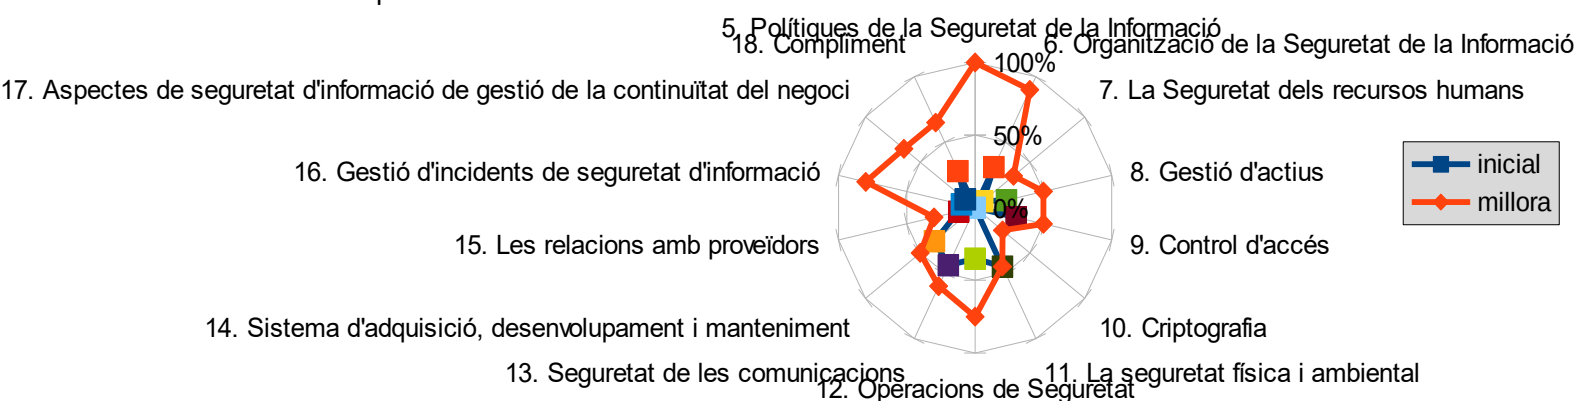 5. Polítiques de la Seguretat de la Informació
18. Compliment
6. Organització de la Seguretat de la Informació
100%
17. Aspectes de seguretat d'informació de gestió de la continuïtat del negoci
7. La Seguretat dels recursos humans
50%
16. Gestió d'incidents de seguretat d'informació
8. Gestió d'actius
inicial
millora
0%
15. Les relacions amb proveïdors
9. Control d'accés
14. Sistema d'adquisició, desenvolupament i manteniment
10. Criptografia
13. Seguretat de les comunicacions
11. La seguretat física i ambiental
12. Operacions de Seguretat